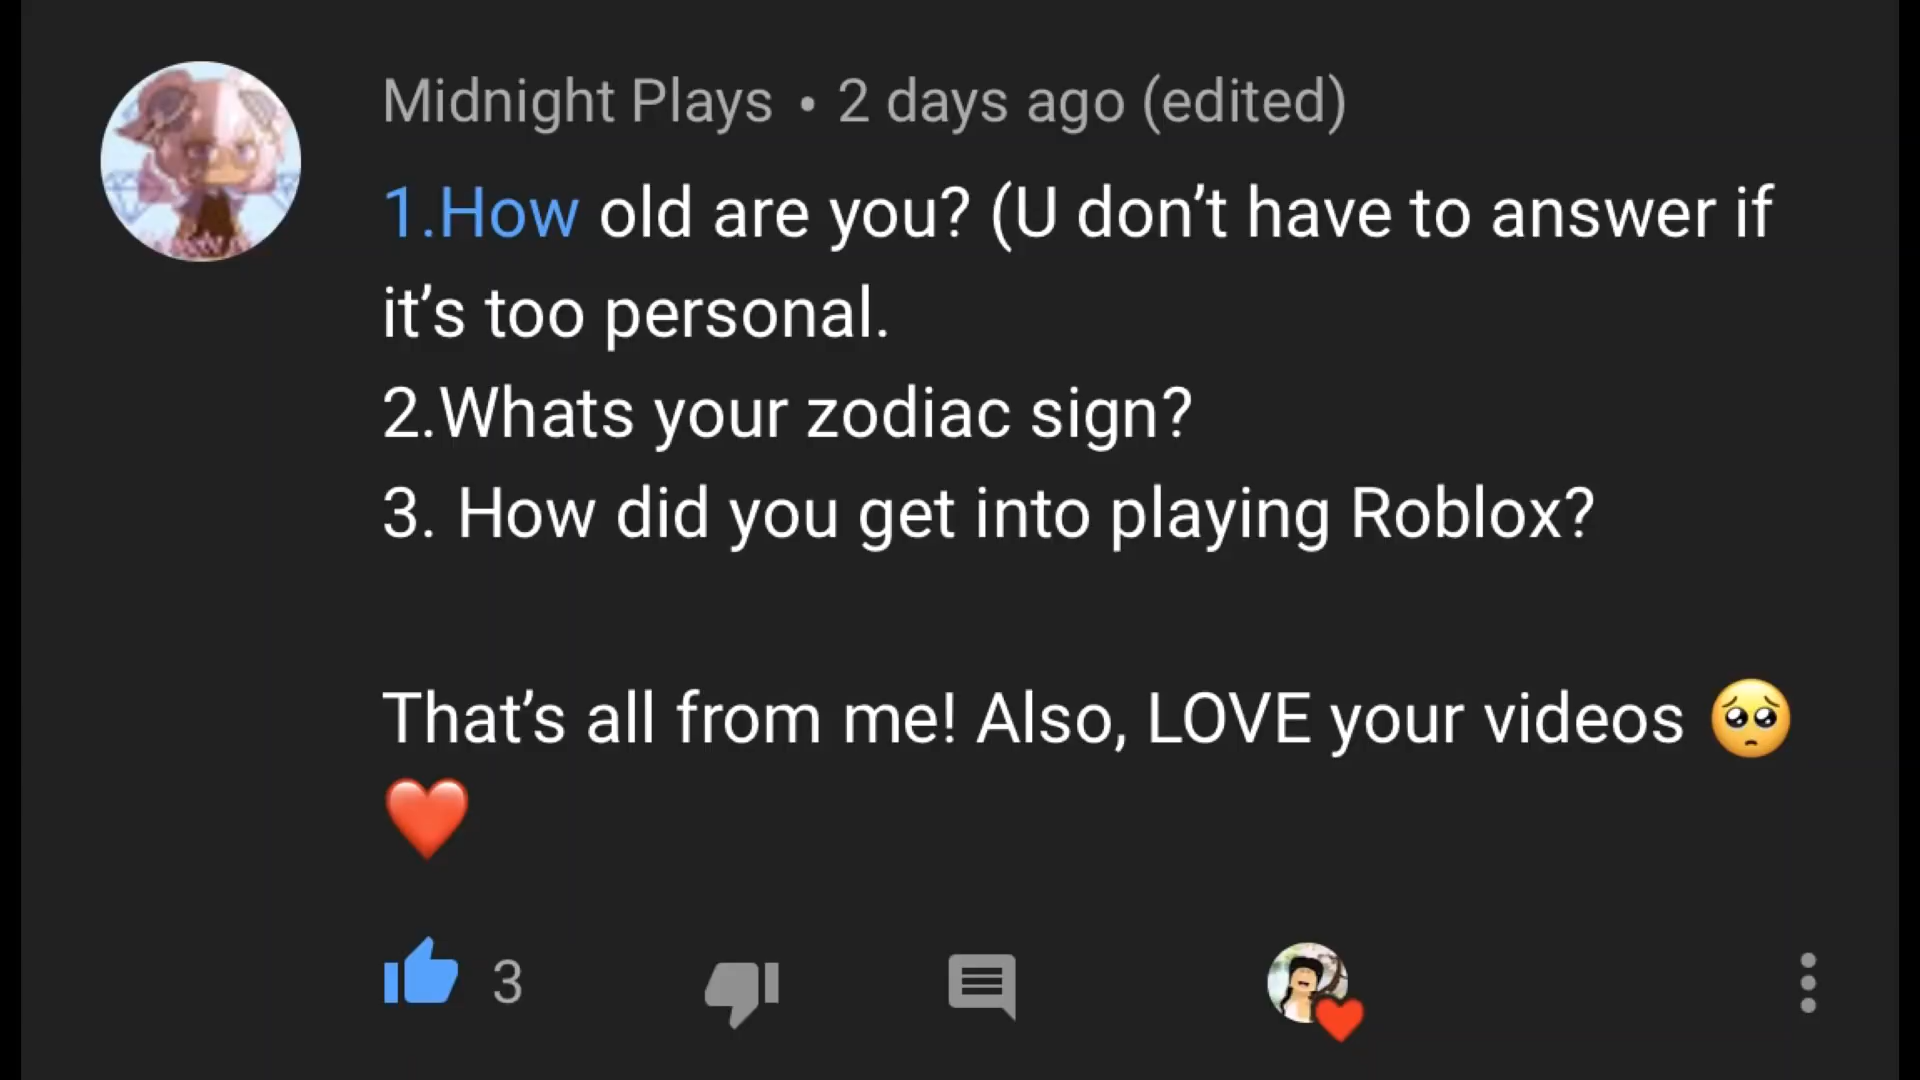 Midnight Plays • 2 days ago (edited)
1.How old are you? (U don’t have to answer if
it’s too personal.
2.Whats your zodiac sign?
3. How did you get into playing Roblox?
That’s all from me! Also, LOVE your videos 🥺
❤️
3